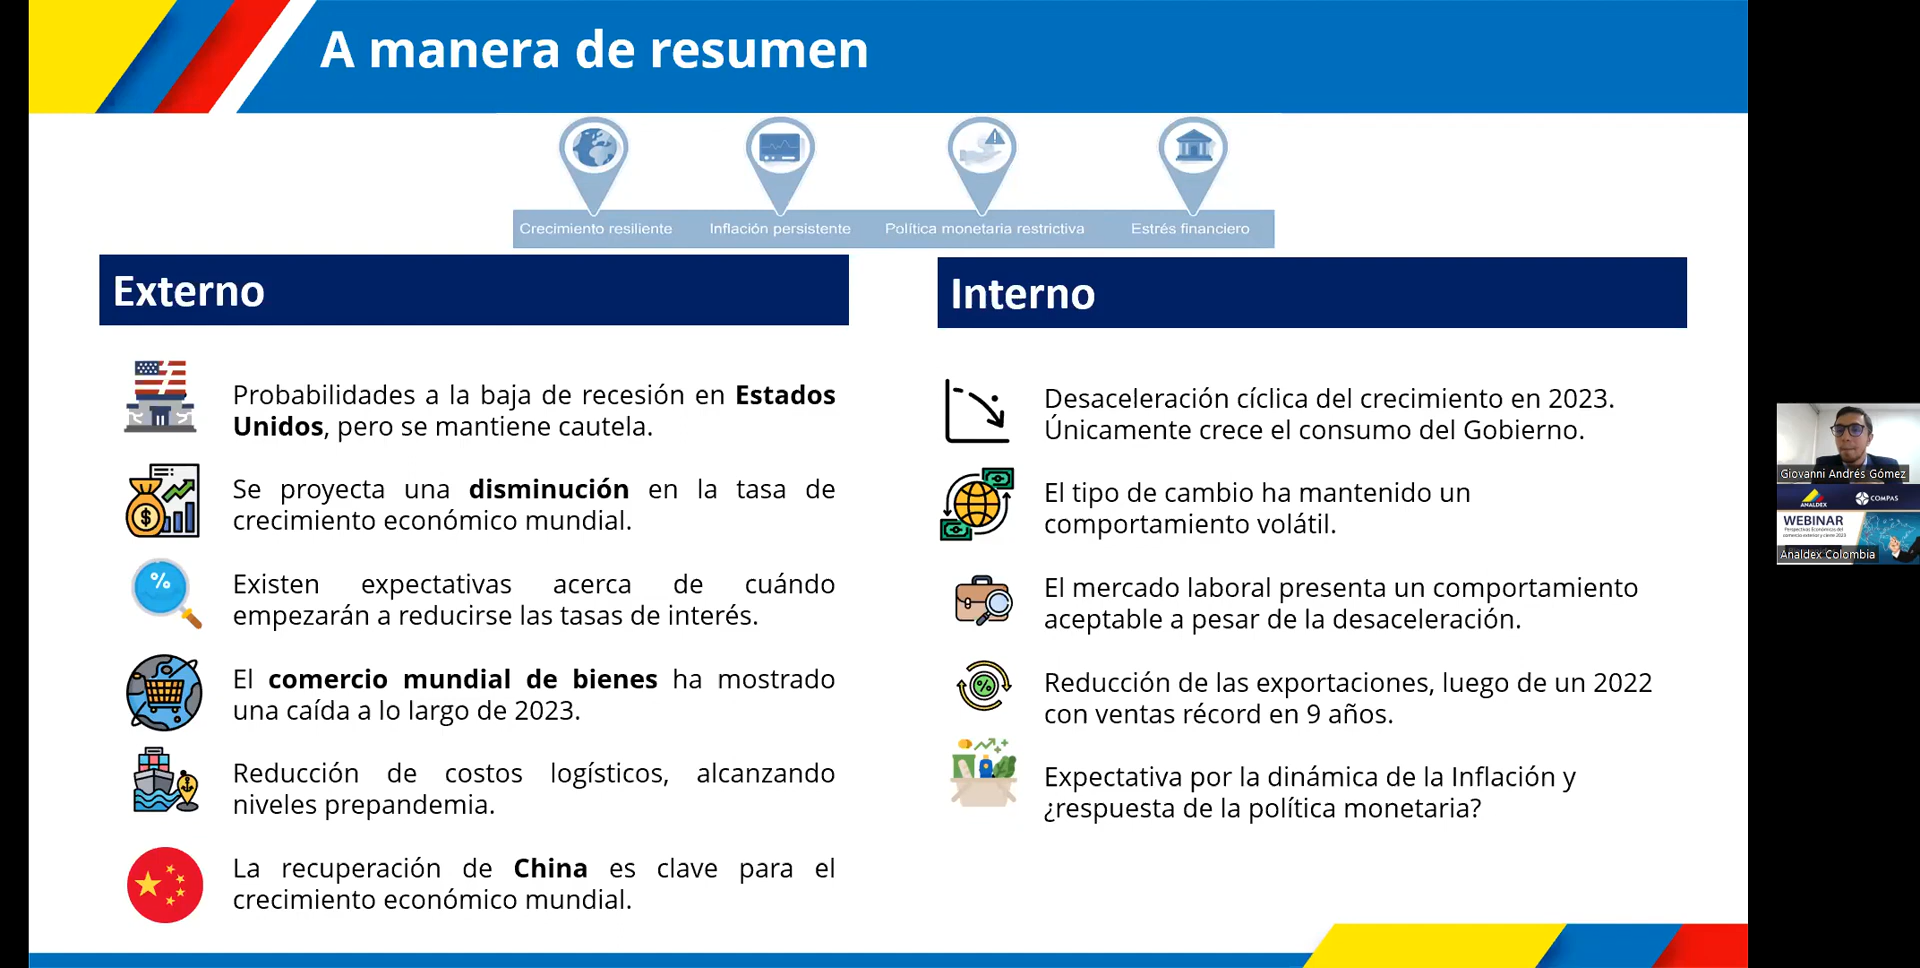 A manera de resumen
Crecimiento resiliente
Inflación persistente
Política monetaria restrictiva
Estrés financiero
Externo
Probabilidades a la baja de recesión en Estados
Unidos, pero se mantiene cautela.
Se proyecta una disminución en la tasa de
crecimiento económico mundial.
Existen expectativas acerca de cuándo
empezarán a reducirse las tasas de interés.
El comercio mundial de bienes ha mostrado
una caída a lo largo de 2023.
Reducción de costos logísticos, alcanzando
niveles prepandemia.
La recuperación de China es clave para el
crecimiento económico mundial.
Interno
Desaceleración cíclica del crecimiento en 2023.
Únicamente crece el consumo del Gobierno.
El tipo de cambio ha mantenido un
comportamiento volátil.
El mercado laboral presenta un comportamiento
aceptable a pesar de la desaceleración.
Reducción de las exportaciones, luego de un 2022
con ventas récord en 9 años.
Expectativa por la dinámica de la Inflación y
¿respuesta de la política monetaria?
Giovanni Andrés Gómez
ANALDEX
COMPAS
WEBINAR
Perspectivas Económicas del
comercio exterior y cierre 2023
Analdex Colombia